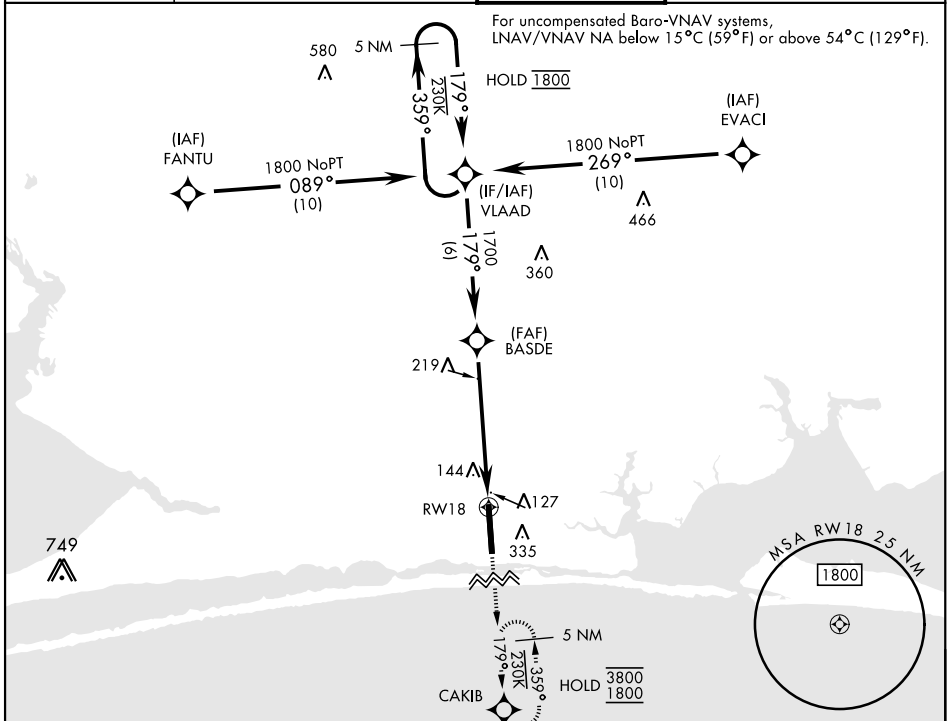 For uncompensated Baro-VNAV systems,
LNAV/VNAV NA below 15°C (59°F) or above 54°C (129°F).
580
5 NM
HOLD 1800
179°
230K
359°
(IAF)
FANTU
1800 NoPT
089°
(10)
(IAF)
EVACI
1800 NoPT
269°
(10)
(IF/IAF)
VLAAD
466
1700
179°
(6)
360
(FAF)
BASDE
219
144
127
RW18
335
749
MSA RW18 25 NM
1800
5 NM
179°
230K
359°
HOLD 3800
1800
CAKIB